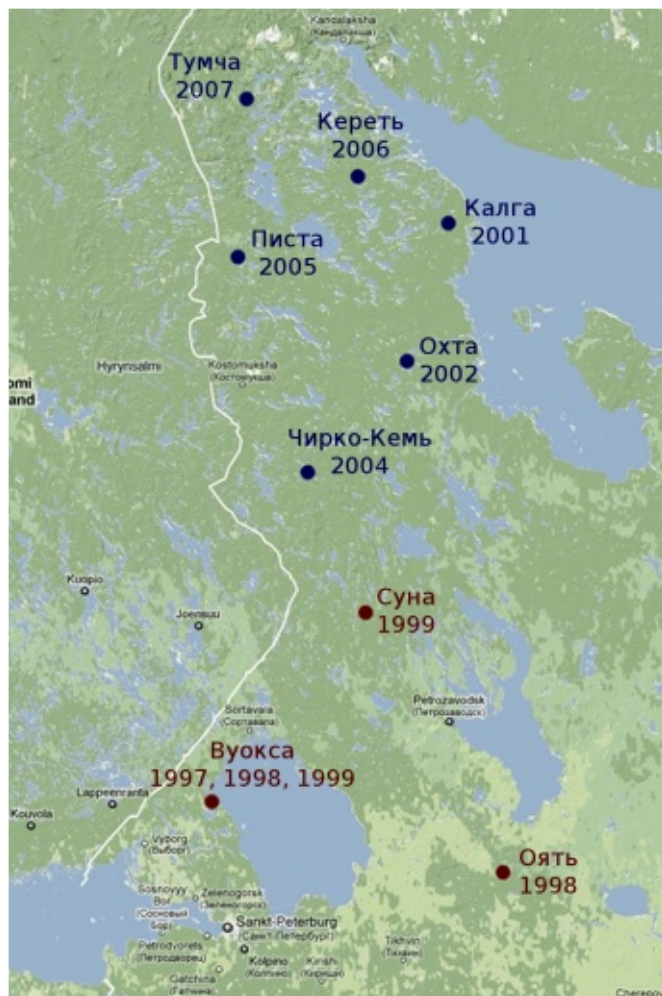 Kandalaksha
(Кандалакша)
Тумча
2007
Кереть
2006
Калга
2001
Писта
2005
Охта
2002
Hyrynsalmi
Kostomuksha
(Костомукша)
omi
and
Чирко-Кемь
2004
Kuopio
Суна
1999
Joensuu
Petrozavodsk
(Петрозаводск)
Sortavala
(Сортавала)
Вуокса
1997, 1998, 1999
Lappeenranta
Kouvola
Vyborg
(Выборг)
Оять
1998
Sosnovyy
Bor
(Сосновый
Бор)
Zelenogorsk
(Зеленогорск)
Sankt-Peterburg
(Санкт-Петербург)
Petrodvorets
(Петродворец)
Kolpino
(Колпино)
Tikhvin
(Тихвин)
Kirishi
(Кириши)
Gatchina
(Гатчина)
Cherepov